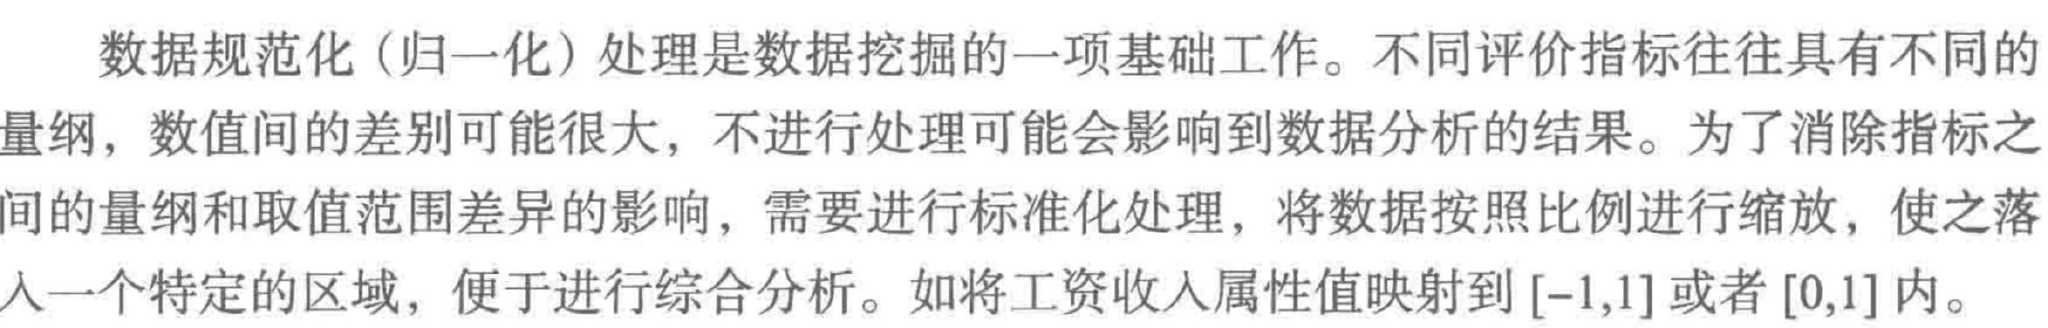 数据规范化（归一化）处理是数据挖掘的一项基础工作。不同评价指标往往具有不同的
量纲，数值间的差别可能很大，不进行处理可能会影响到数据分析的结果。为了消除指标之
间的量纲和取值范围差异的影响，需要进行标准化处理，将数据按照比例进行缩放，使之落
入一个特定的区域，便于进行综合分析。如将工资收入属性值映射到 [−1,1] 或者 [0,1] 内。